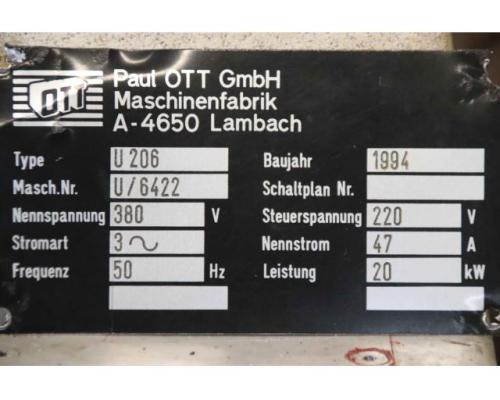 OTT
Paul OTT GmbH
Maschinenfabrik
A-4650 Lambach
Type U 206 Baujahr 1994
Masch.Nr. U/6422 Schaltplan Nr.
Nennspannung 380 V Steuerspannung 220 V
Stromart 3~ Nennstrom 47 A
Frequenz 50 Hz Leistung 20 kW